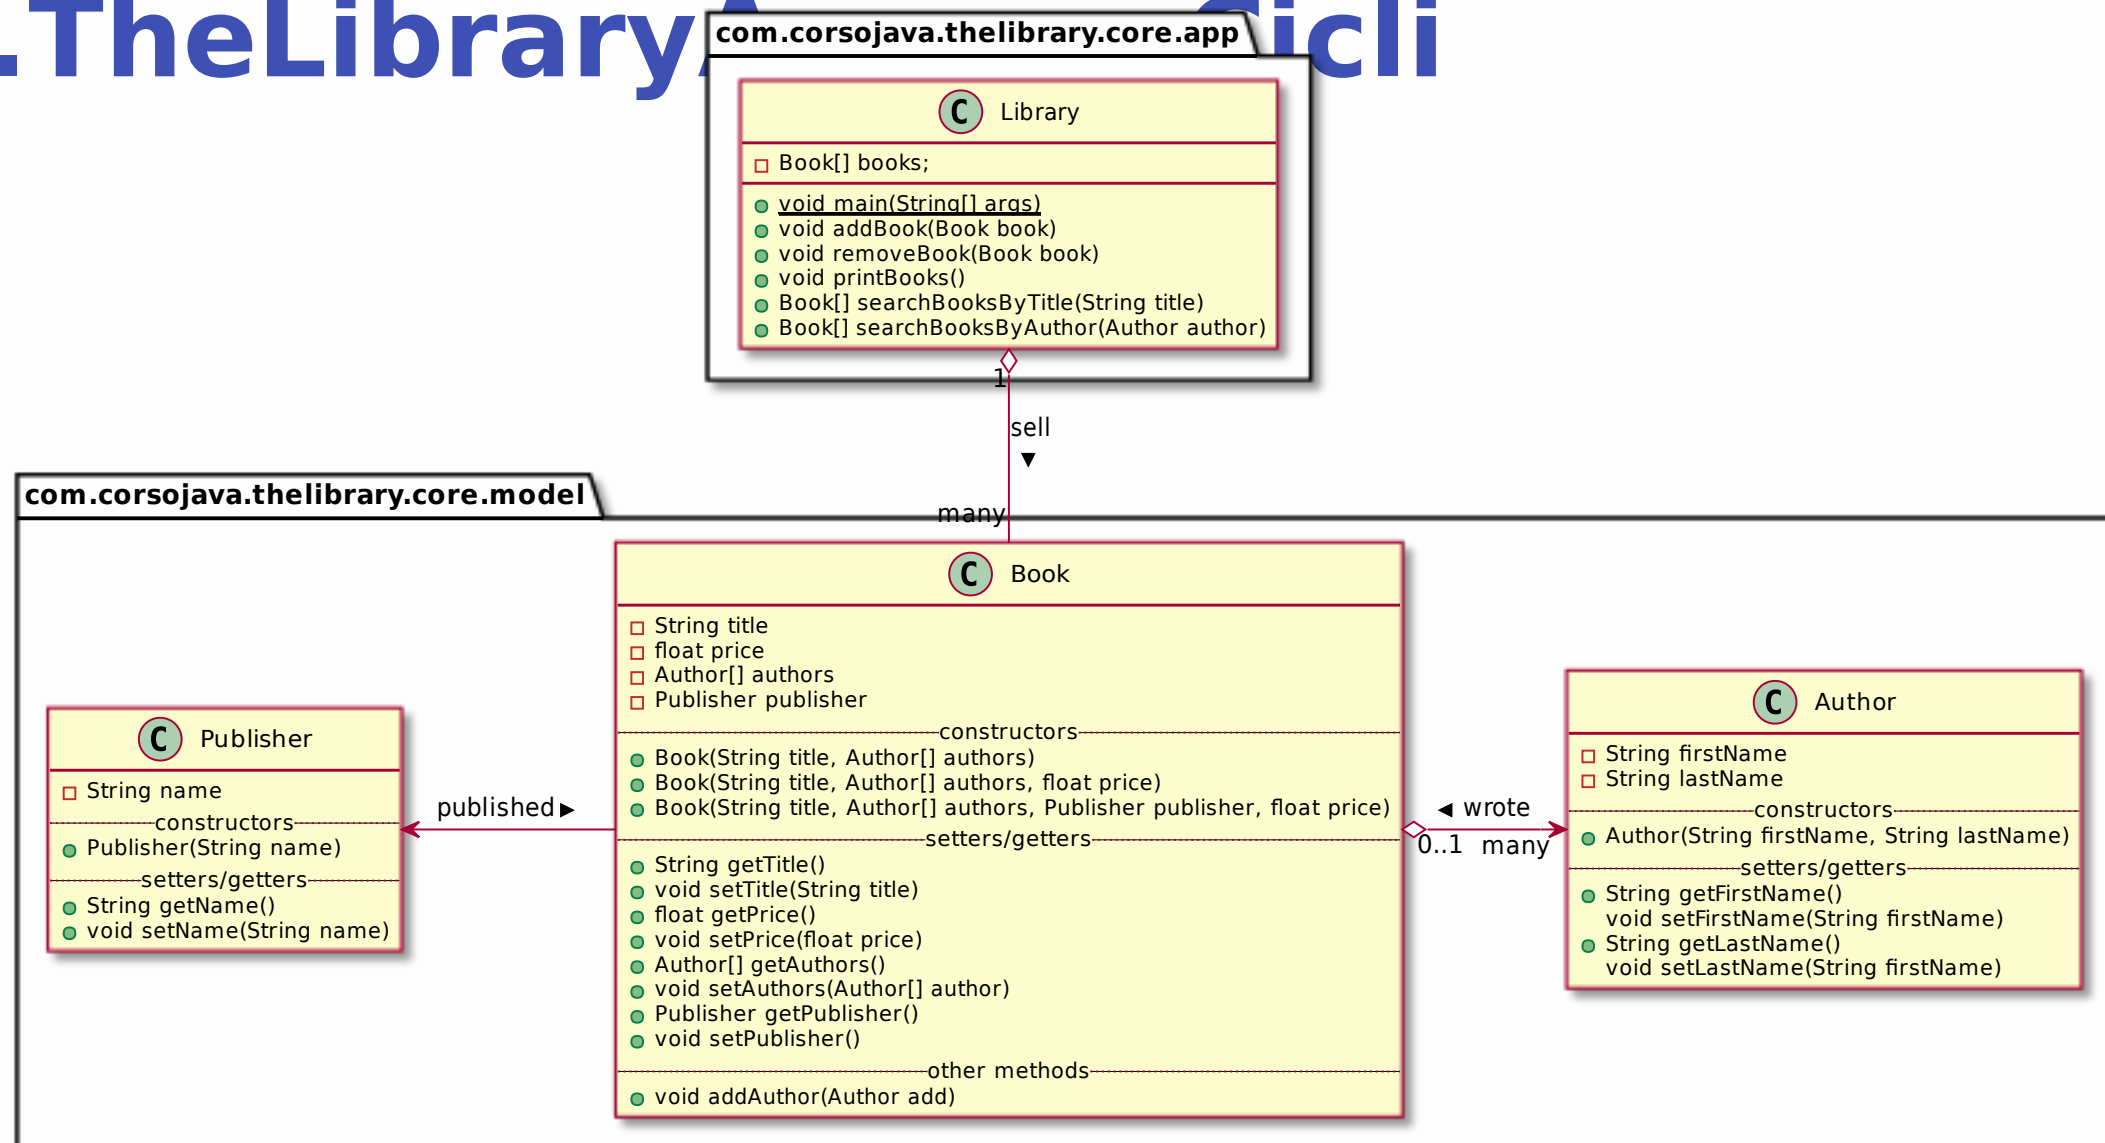 .TheLibrary
Cicli
com.corsojava.thelibrary.core.app
C Library
Book[] books;
void main(String[] args)
void addBook(Book book)
void removeBook(Book book)
void printBooks()
Book[] searchBooksByTitle(String title)
Book[] searchBooksByAuthor(Author author)
1
sell
▼
many
com.corsojava.thelibrary.core.model
C Book
String title
float price
Author[] authors
Publisher publisher
constructors
Book(String title, Author[] authors)
Book(String title, Author[] authors, float price)
Book(String title, Author[] authors, Publisher publisher, float price)
setters/getters
String getTitle()
void setTitle(String title)
float getPrice()
void setPrice(float price)
Author[] getAuthors()
void setAuthors(Author[] author)
Publisher getPublisher()
void setPublisher()
other methods
void addAuthor(Author add)
C Publisher
String name
constructors
Publisher(String name)
setters/getters
String getName()
void setName(String name)
published ▶
◀ wrote
0..1 many
C Author
String firstName
String lastName
constructors
Author(String firstName, String lastName)
setters/getters
String getFirstName()
void setFirstName(String firstName)
String getLastName()
void setLastName(String firstName)